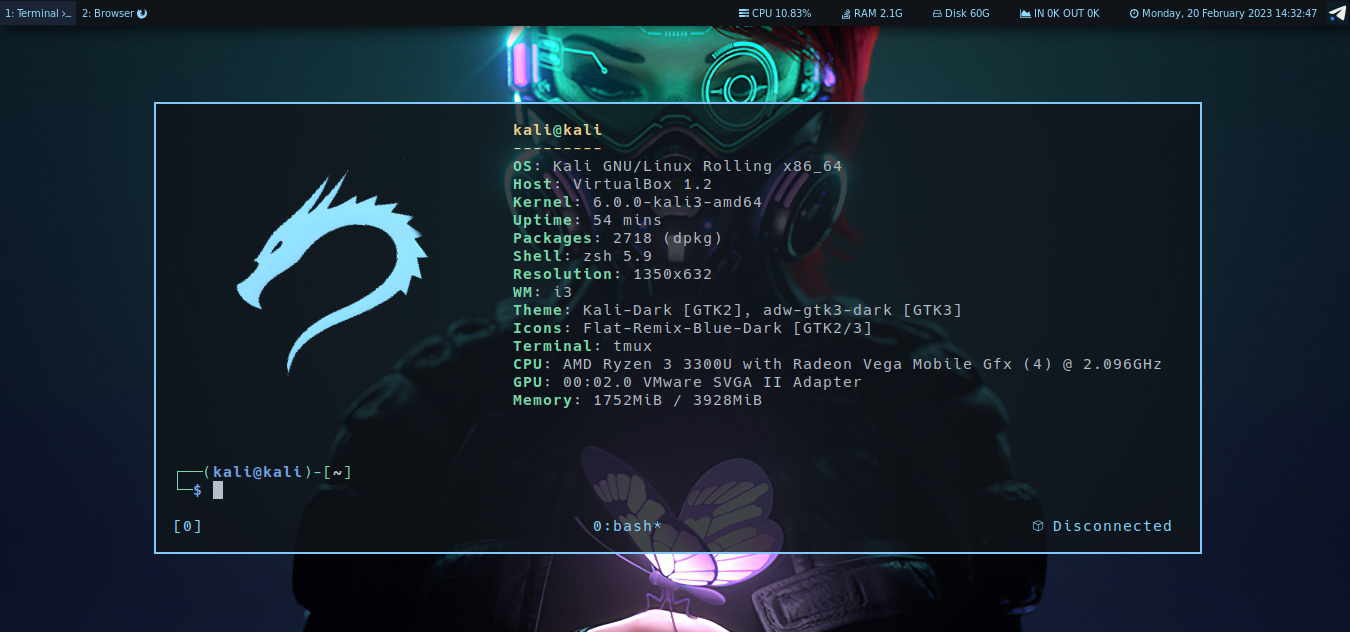 1: Terminal >_ 2: Browser CPU 10.83% RAM 2.1G Disk 60G IN 0K OUT 0K Monday, 20 February 2023 14:32:47
kali@kali
---------
OS: Kali GNU/Linux Rolling x86_64
Host: VirtualBox 1.2
Kernel: 6.0.0-kali3-amd64
Uptime: 54 mins
Packages: 2718 (dpkg)
Shell: zsh 5.9
Resolution: 1350x632
WM: i3
Theme: Kali-Dark [GTK2], adw-gtk3-dark [GTK3]
Icons: Flat-Remix-Blue-Dark [GTK2/3]
Terminal: tmux
CPU: AMD Ryzen 3 3300U with Radeon Vega Mobile Gfx (4) @ 2.096GHz
GPU: 00:02.0 VMware SVGA II Adapter
Memory: 1752MiB / 3928MiB
┌──(kali@kali)-[~]
└─$
[0] 0:bash* Disconnected